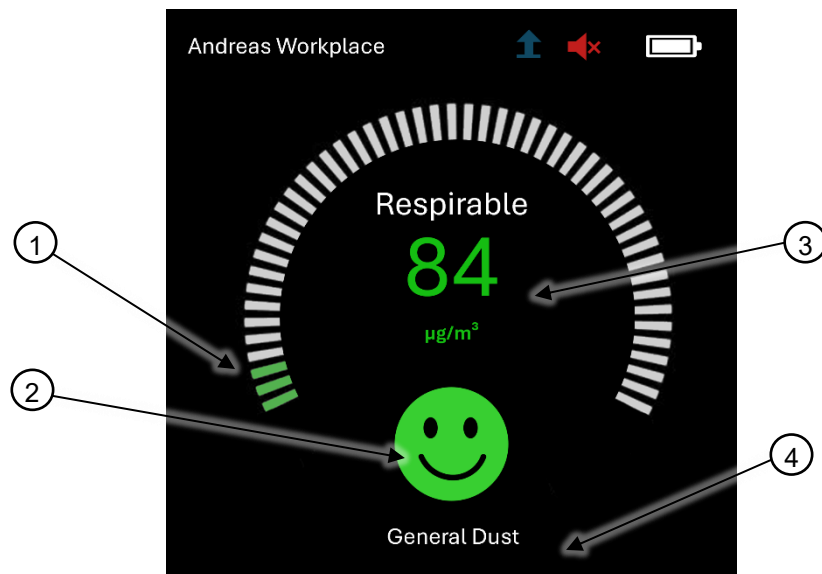 Andreas Workplace
Respirable
1
84
3
µg/m³
2
4
General Dust